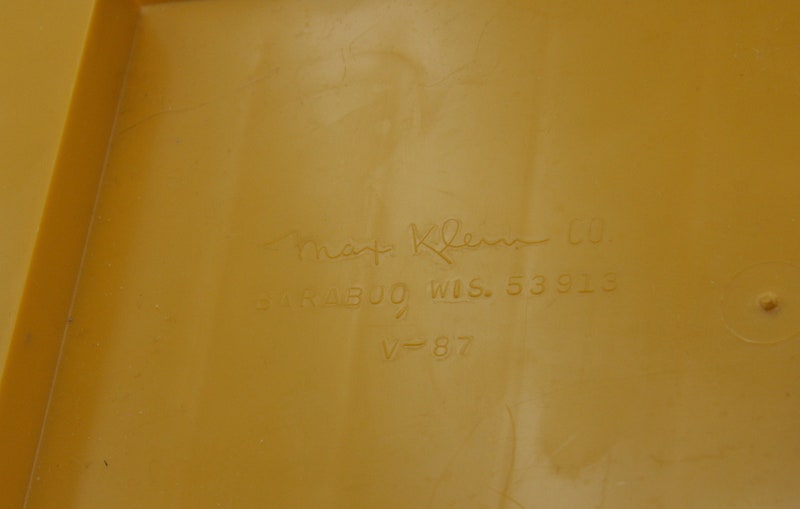 Max Klein CO.
BARABOO, WIS. 53913
V-87